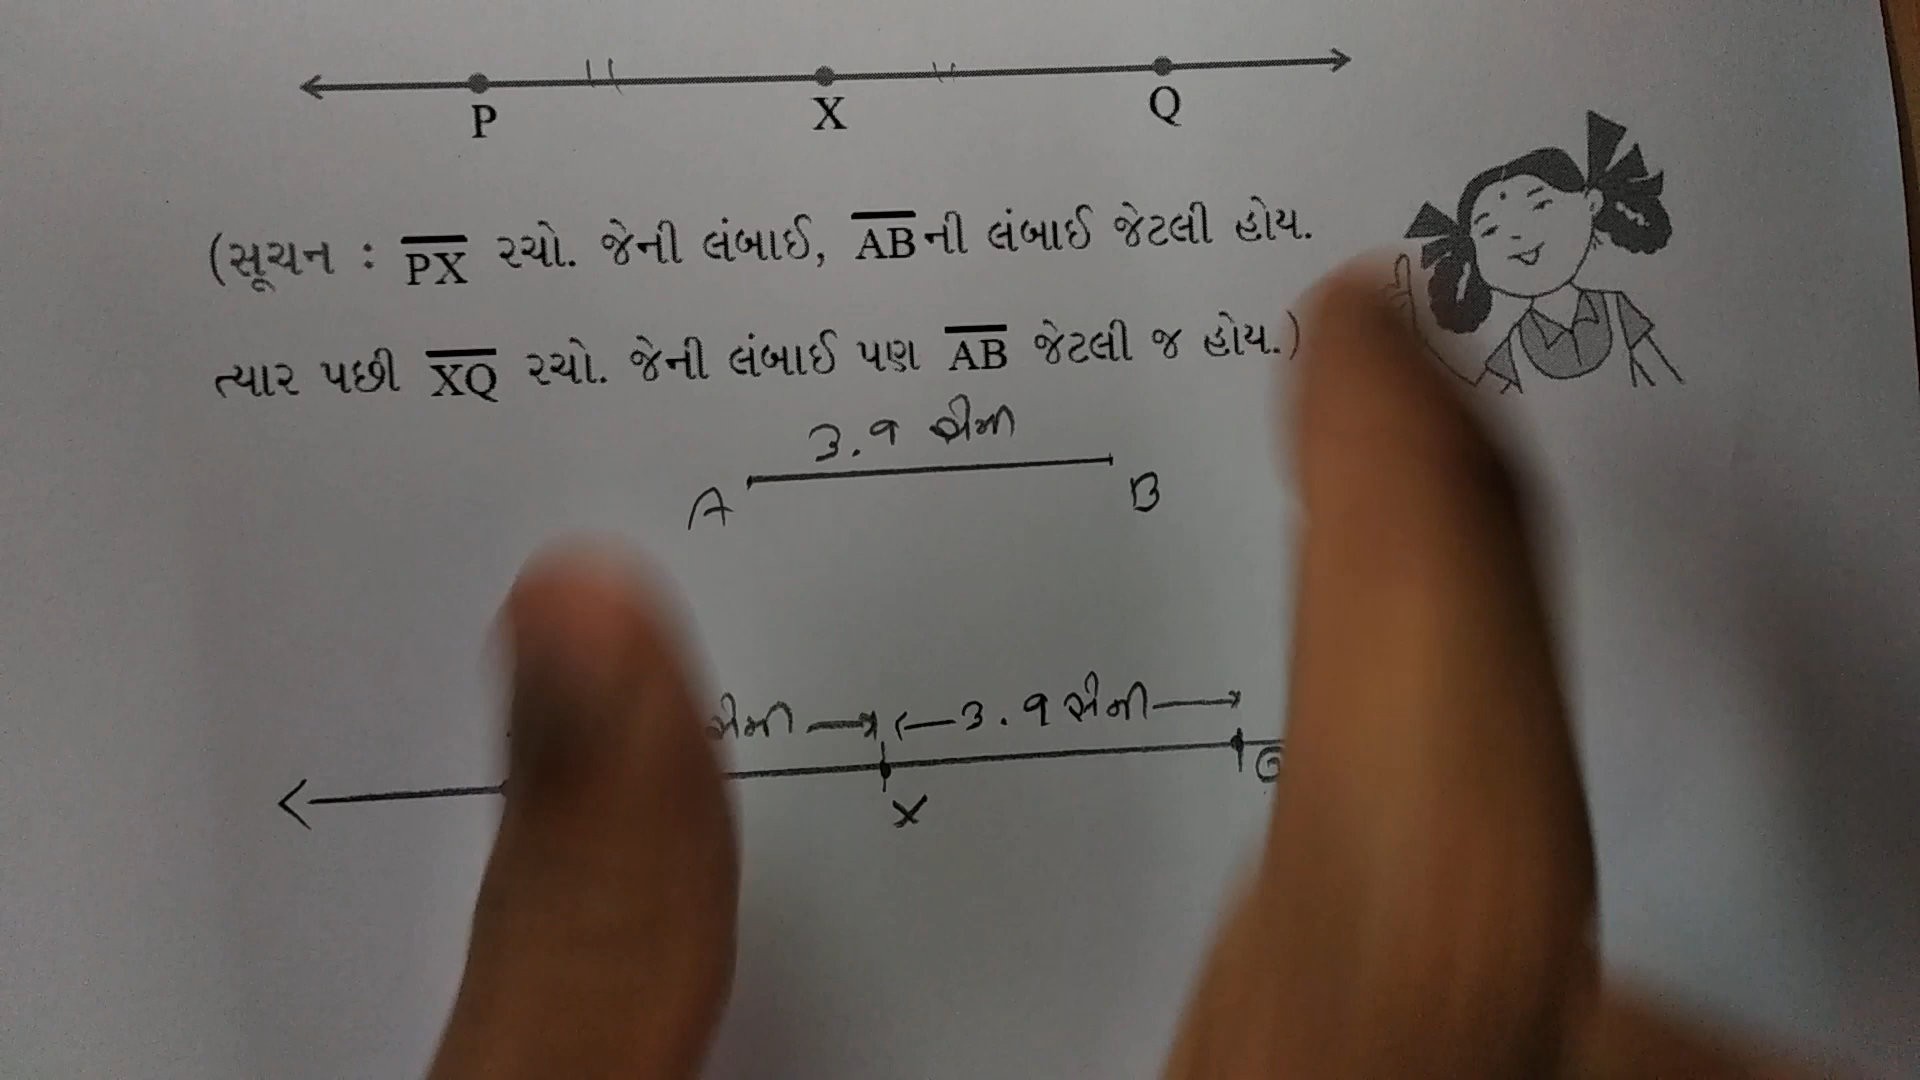 P X Q
(સૂચન : PX રચો. જેની લંબાઈ, ABની લંબાઈ જેટલી હોય.
ત્યાર પછી XQ રચો. જેની લંબાઈ પણ AB જેટલી જ હોય.)
૩.૧ સેમી
A B
સેમી ૩.૧ સેમી
X